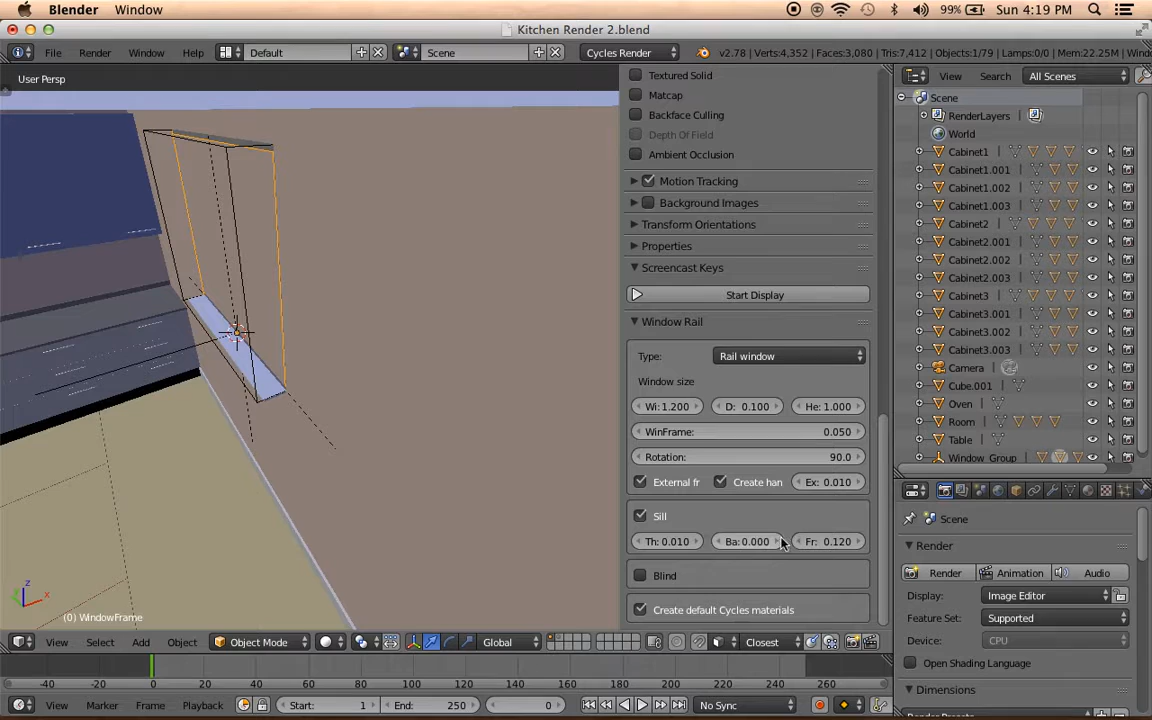 Blender Window 99% Sun 4:19 PM
Kitchen Render 2.blend
File Render Window Help Default Scene Cycles Render v2.78 | Verts:4,352 | Faces:3,080 | Tris:7,412 | Objects:1/79 | Lamps:0/0 | Mem:22.25M |
User Persp
Textured Solid
Matcap
Backface Culling
Depth Of Field
Ambient Occlusion
Motion Tracking
Background Images
Transform Orientations
Properties
Screencast Keys
Start Display
Window Rail
Type: Rail window
Window size
Wi: 1.200 D: 0.100 He: 1.000
WinFrame: 0.050
Rotation: 90.0
External fr Create han Ex: 0.010
Sill
Th: 0.010 Ba: 0.000 Fr: 0.120
Blind
Create default Cycles materials
View Search All Scenes
Scene
RenderLayers
World
Cabinet1
Cabinet1.001
Cabinet1.002
Cabinet1.003
Cabinet2
Cabinet2.001
Cabinet2.002
Cabinet2.003
Cabinet3
Cabinet3.001
Cabinet3.002
Cabinet3.003
Camera
Cube.001
Oven
Room
Table
Window_Group
Scene
Render
Render Animation Audio
Display: Image Editor
Feature Set: Supported
Device: CPU
Open Shading Language
Dimensions
z
x
(0) WindowFrame
View Select Add Object Object Mode Global Closest
-40 -20 0 20 40 60 80 100 120 140 160 180 200 220 240 260
View Marker Frame Playback Start: 1 End: 250 0 No Sync